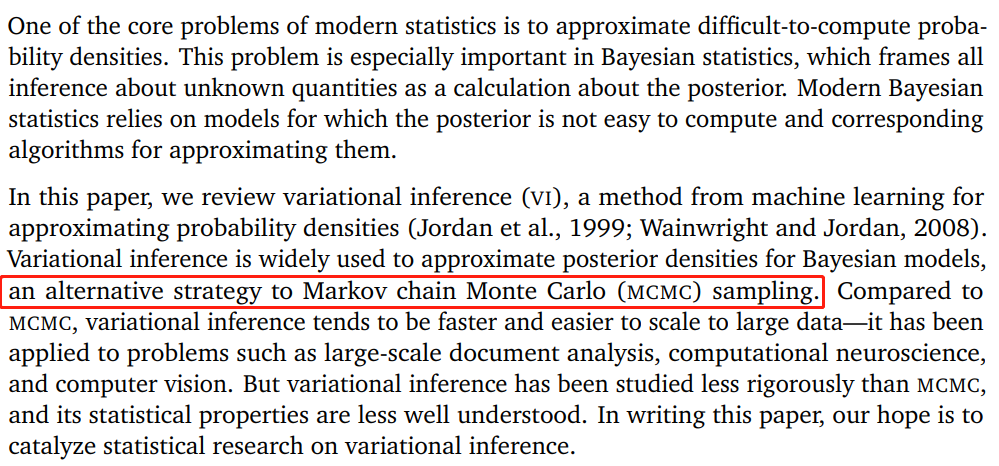 One of the core problems of modern statistics is to approximate difficult-to-compute proba-
bility densities. This problem is especially important in Bayesian statistics, which frames all
inference about unknown quantities as a calculation about the posterior. Modern Bayesian
statistics relies on models for which the posterior is not easy to compute and corresponding
algorithms for approximating them.
In this paper, we review variational inference (VI), a method from machine learning for
approximating probability densities (Jordan et al., 1999; Wainwright and Jordan, 2008).
Variational inference is widely used to approximate posterior densities for Bayesian models,
an alternative strategy to Markov chain Monte Carlo (MCMC) sampling. Compared to
MCMC, variational inference tends to be faster and easier to scale to large data—it has been
applied to problems such as large-scale document analysis, computational neuroscience,
and computer vision. But variational inference has been studied less rigorously than MCMC,
and its statistical properties are less well understood. In writing this paper, our hope is to
catalyze statistical research on variational inference.